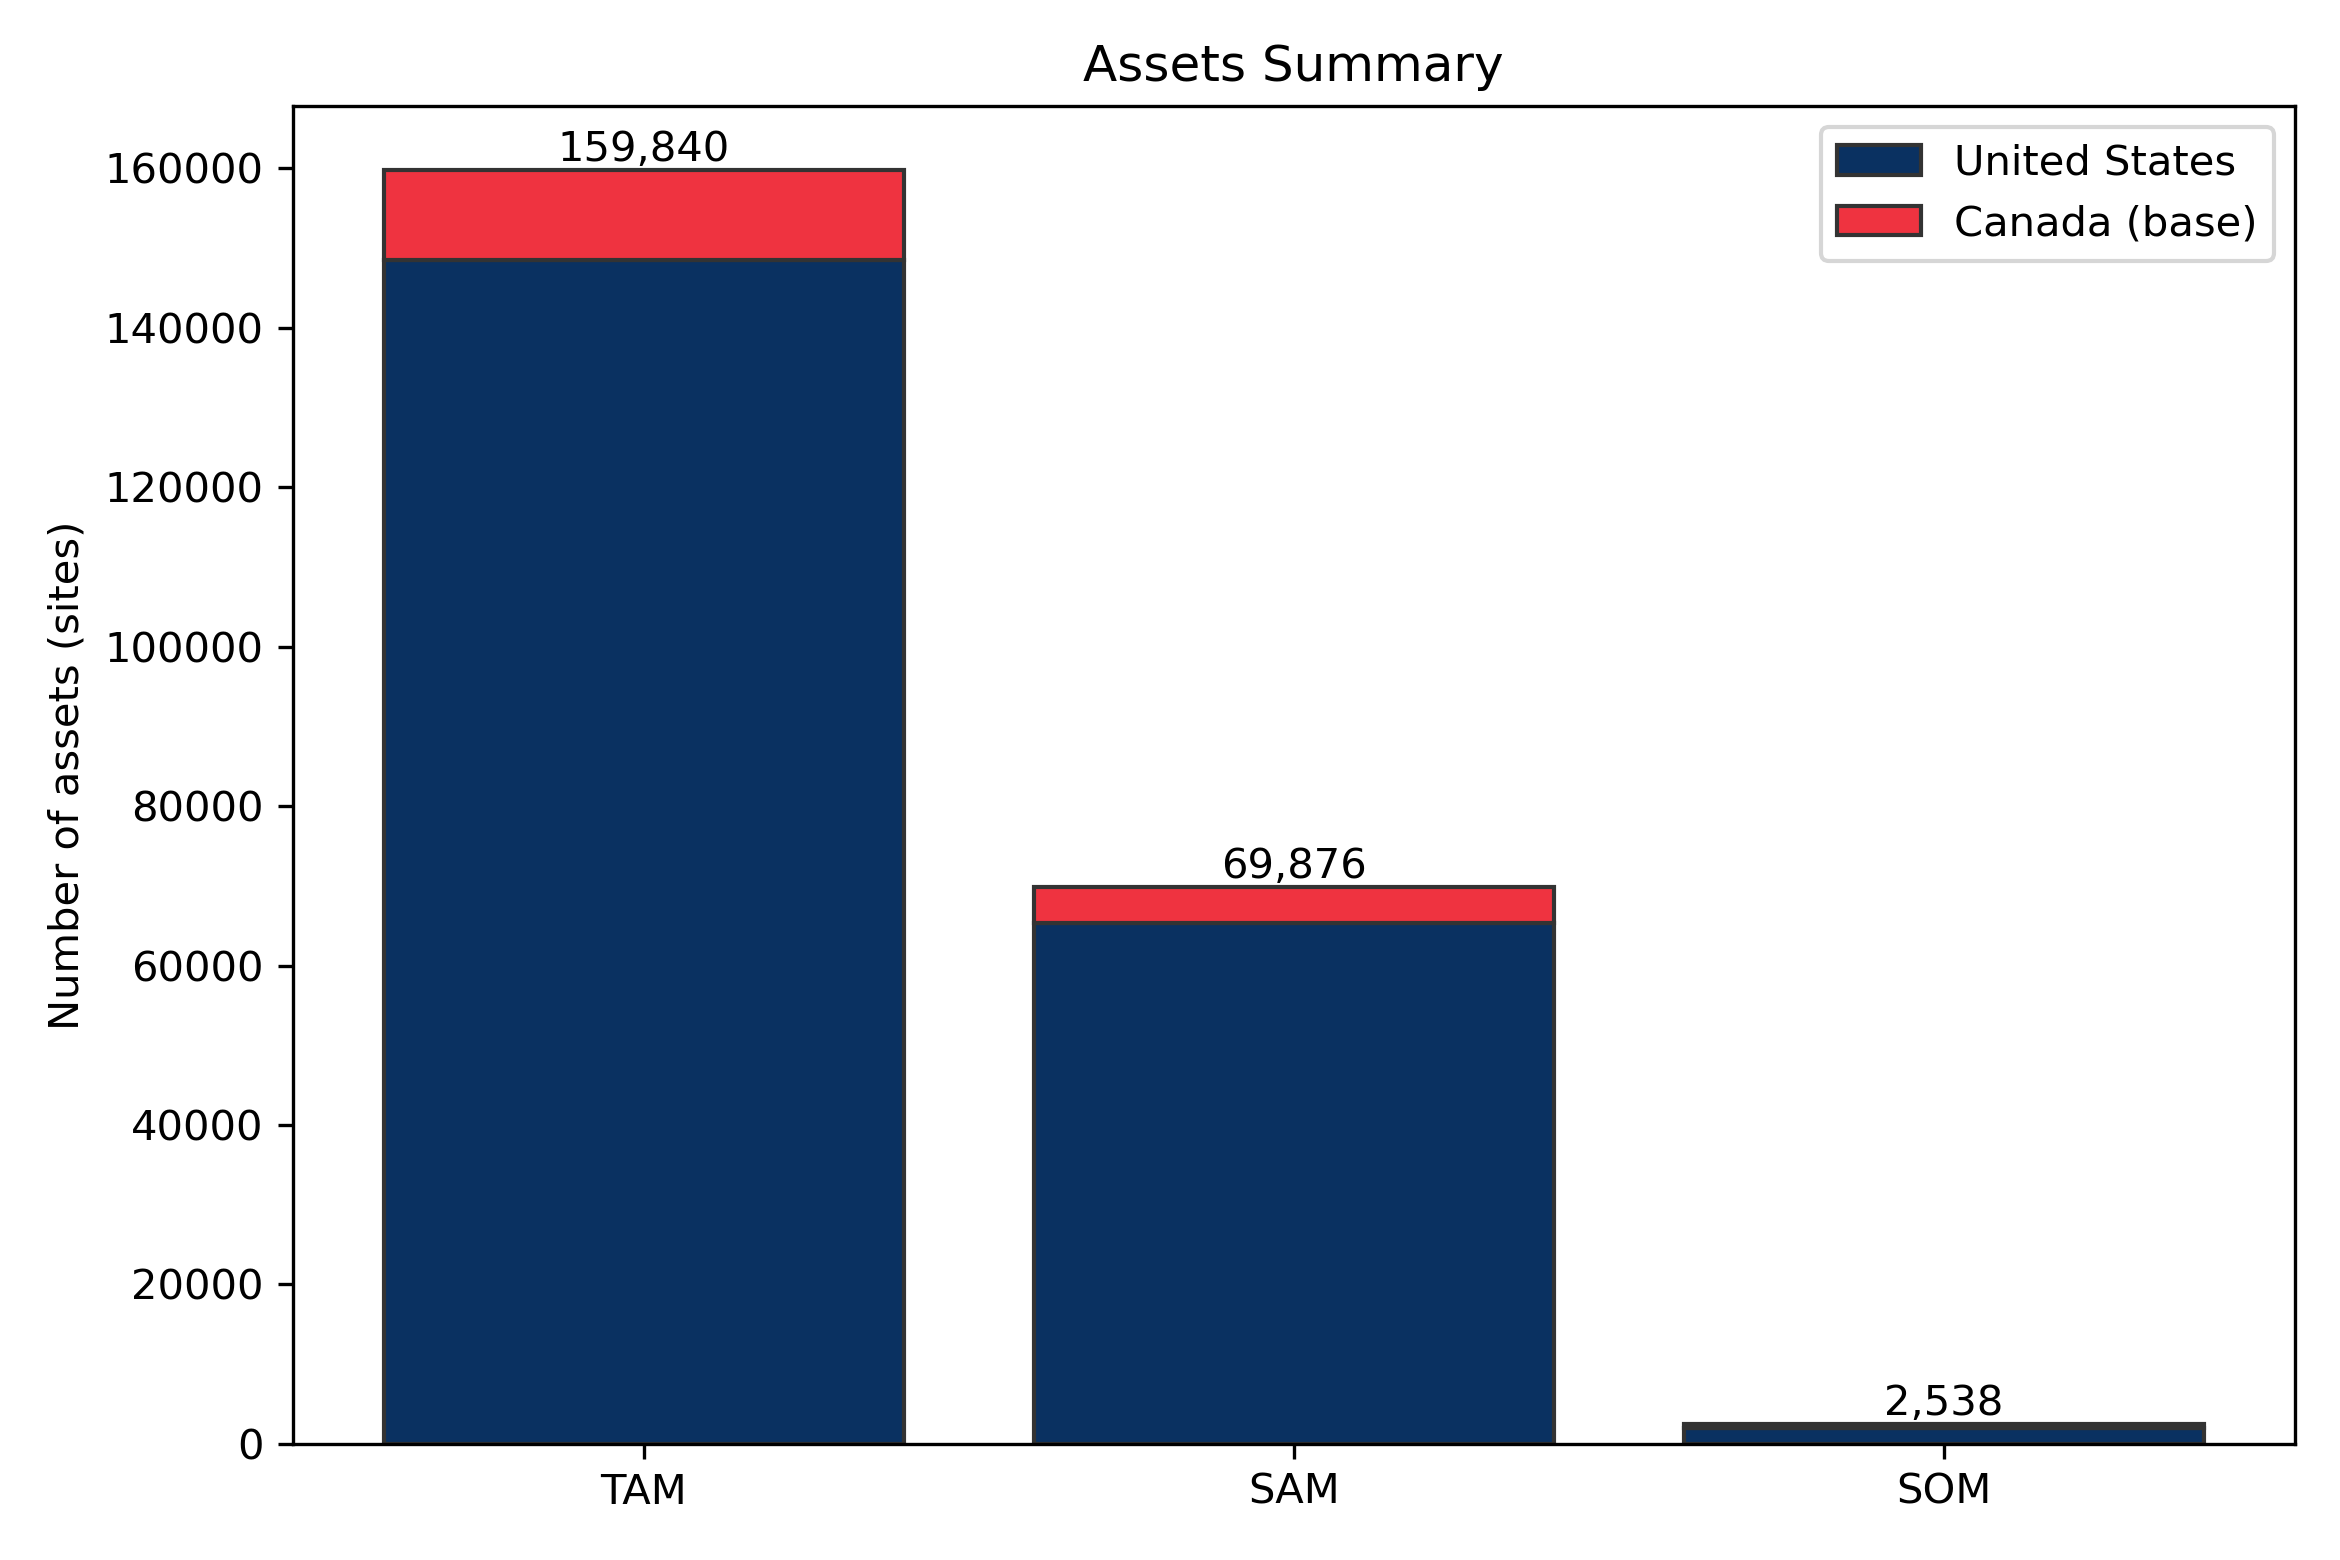 Assets Summary
United States
Canada (base)
Number of assets (sites)
160000
140000
120000
100000
80000
60000
40000
20000
0
159,840
69,876
2,538
TAM
SAM
SOM